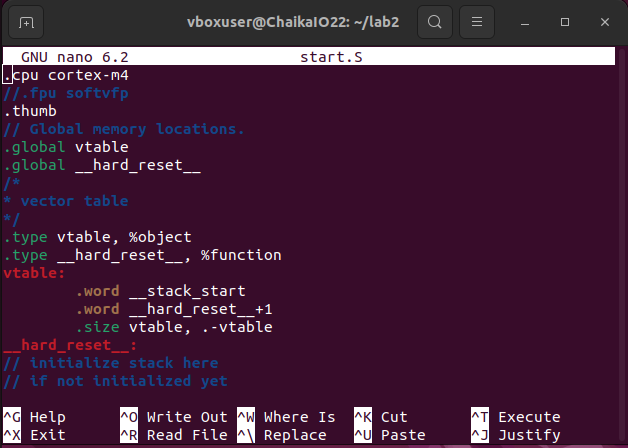 vboxuser@ChaikaIO22: ~/lab2
GNU nano 6.2 start.S
.cpu cortex-m4
//.fpu softvfp
.thumb
// Global memory locations.
.global vtable
.global __hard_reset__
/*
* vector table
*/
.type vtable, %object
.type __hard_reset__, %function
vtable:
.word __stack_start
.word __hard_reset__+1
.size vtable, .-vtable
__hard_reset__:
// initialize stack here
// if not initialized yet
^G Help ^O Write Out ^W Where Is ^K Cut ^T Execute
^X Exit ^R Read File ^\ Replace ^U Paste ^J Justify